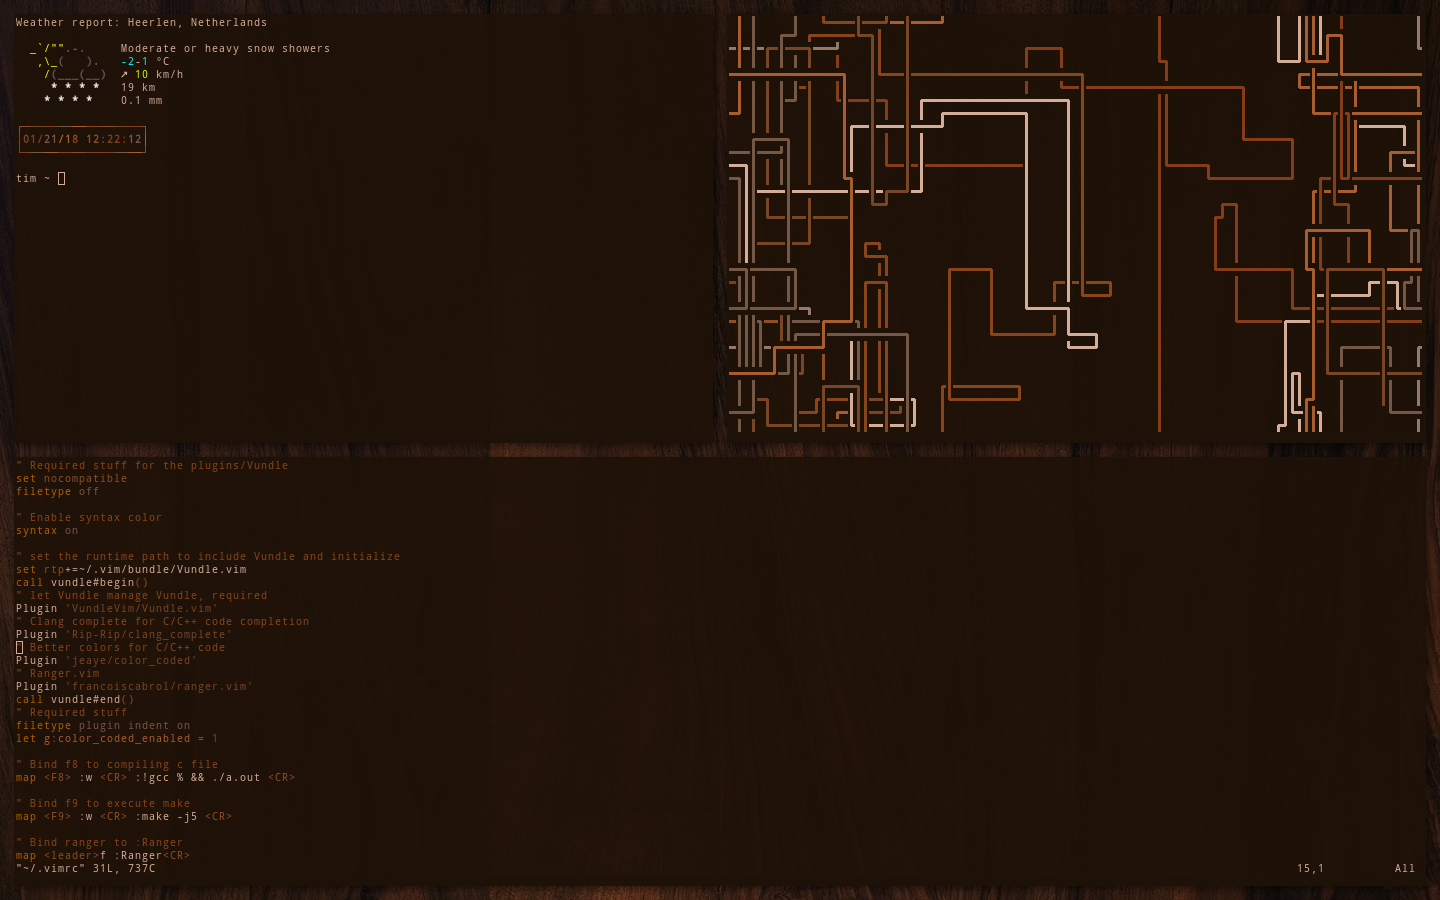 Weather report: Heerlen, Netherlands
_`/"".-.     Moderate or heavy snow showers
,\_(   ).   -2-1 °C
/(___(__)  ↗ 10 km/h
* * * *     19 km
* * * *    0.1 mm
01/21/18 12:22:12
tim ~
" Required stuff for the plugins/Vundle
set nocompatible
filetype off
" Enable syntax color
syntax on
" set the runtime path to include Vundle and initialize
set rtp+=~/.vim/bundle/Vundle.vim
call vundle#begin()
" let Vundle manage Vundle, required
Plugin 'VundleVim/Vundle.vim'
" Clang complete for C/C++ code completion
Plugin 'Rip-Rip/clang_complete'
" Better colors for C/C++ code
Plugin 'jeaye/color_coded'
" Ranger.vim
Plugin 'francoiscabrol/ranger.vim'
call vundle#end()
" Required stuff
filetype plugin indent on
let g:color_coded_enabled = 1
" Bind f8 to compiling c file
map <F8> :w <CR> :!gcc % && ./a.out <CR>
" Bind f9 to execute make
map <F9> :w <CR> :make -j5 <CR>
" Bind ranger to :Ranger
map <leader>f :Ranger<CR>
"~/.vimrc" 31L, 737C     15,1     All